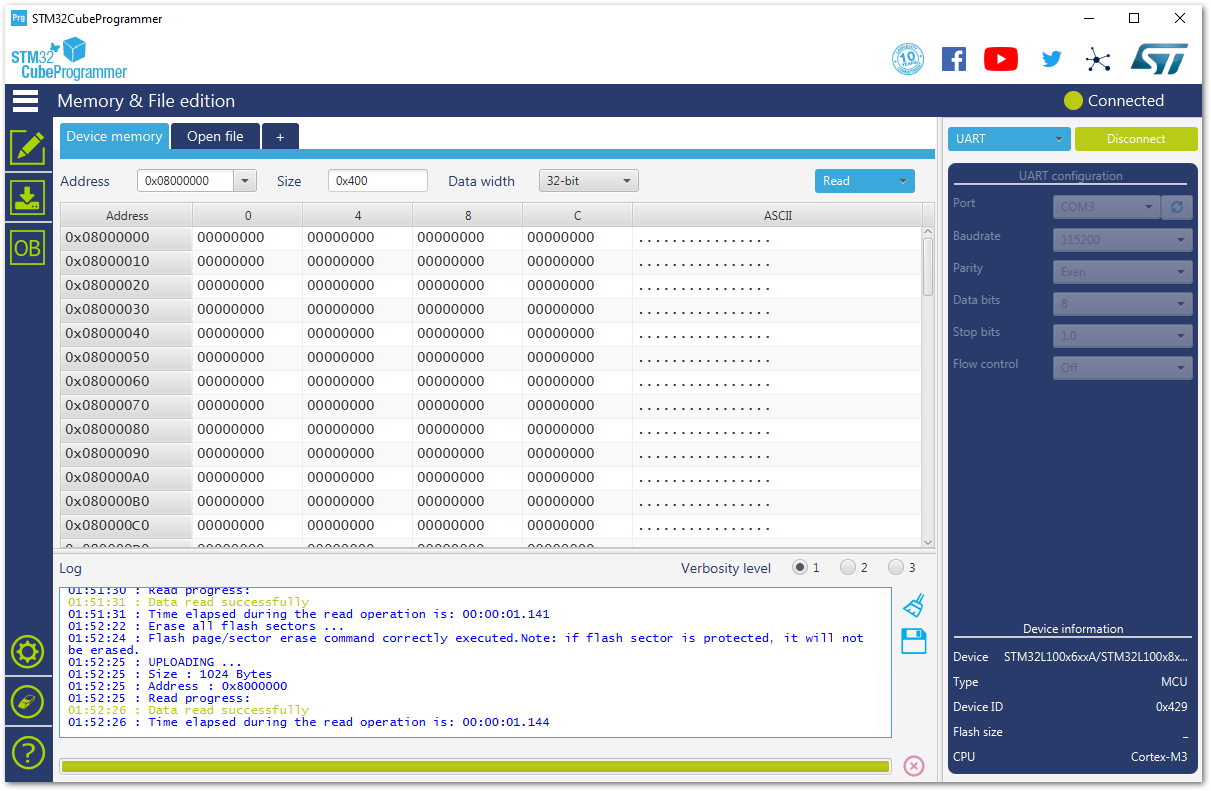 Prg STM32CubeProgrammer
STM32
CubeProgrammer
10
Memory & File edition
Connected
Device memory
Open file
+
UART
Disconnect
Address 0x08000000 Size 0x400 Data width 32-bit Read
Address 0 4 8 C ASCII
0x08000000 00000000 00000000 00000000 00000000 ................
0x08000010 00000000 00000000 00000000 00000000 ................
0x08000020 00000000 00000000 00000000 00000000 ................
0x08000030 00000000 00000000 00000000 00000000 ................
0x08000040 00000000 00000000 00000000 00000000 ................
0x08000050 00000000 00000000 00000000 00000000 ................
0x08000060 00000000 00000000 00000000 00000000 ................
0x08000070 00000000 00000000 00000000 00000000 ................
0x08000080 00000000 00000000 00000000 00000000 ................
0x08000090 00000000 00000000 00000000 00000000 ................
0x080000A0 00000000 00000000 00000000 00000000 ................
0x080000B0 00000000 00000000 00000000 00000000 ................
0x080000C0 00000000 00000000 00000000 00000000 ................
OB
Log
Verbosity level 1 2 3
01:51:30 : Read progress:
01:51:31 : Data read successfully
01:51:31 : Time elapsed during the read operation is: 00:00:01.141
01:52:22 : Erase all flash sectors ...
01:52:24 : Flash page/sector erase command correctly executed.Note: if flash sector is protected, it will not
be erased.
01:52:25 : UPLOADING ...
01:52:25 : Size : 1024 Bytes
01:52:25 : Address : 0x8000000
01:52:25 : Read progress:
01:52:26 : Data read successfully
01:52:26 : Time elapsed during the read operation is: 00:00:01.144
UART configuration
Port COM3
Baudrate 115200
Parity Even
Data bits 8
Stop bits 1.0
Flow control Off
Device information
Device STM32L100x6xxA/STM32L100x8x...
Type MCU
Device ID 0x429
Flash size _
CPU Cortex-M3